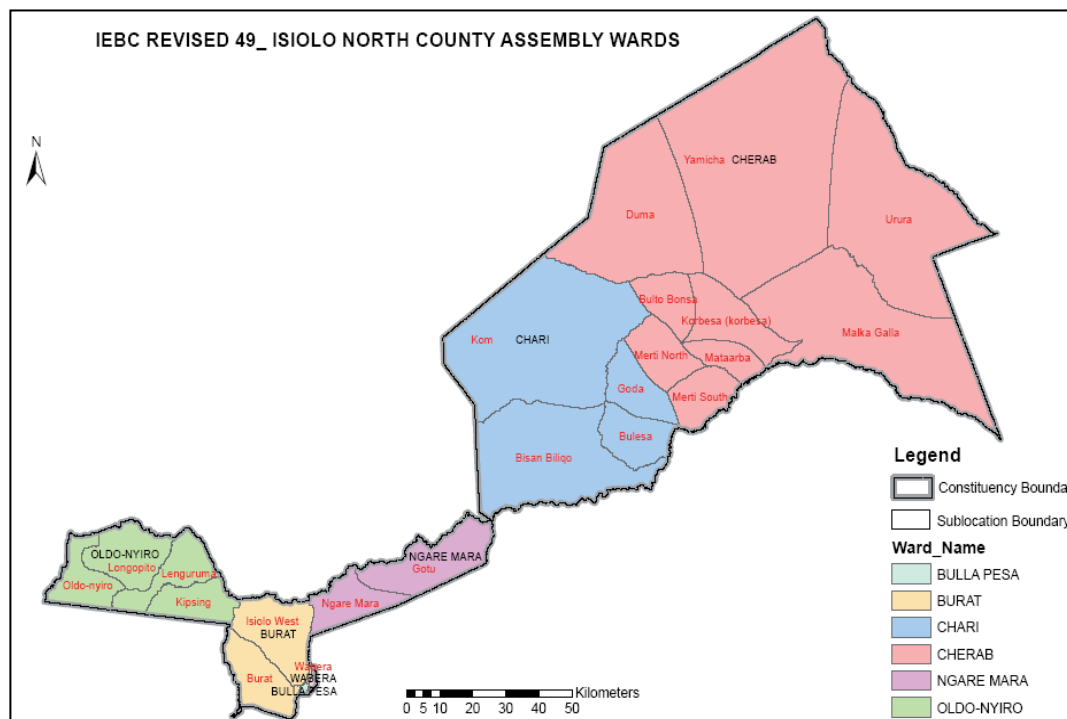 IEBC REVISED 49_ ISIOLO NORTH COUNTY ASSEMBLY WARDS
N
Yamicha CHERAB
Duma
Urura
Bulto Bonsa
Korbesa (korbesa)
Malka Galla
Kom
CHARI
Merti North
Mataarba
Goda
Merti South
Bulesa
Bisan Biliqo
Legend
Constituency Bounda
Sublocation Boundary
Ward_Name
BULLA PESA
BURAT
CHARI
CHERAB
NGARE MARA
OLDO-NYIRO
OLDO-NYIRO
Longopito
Lenguruma
Oldo-nyiro
Kipsing
NGARE MARA
Gotu
Ngare Mara
Isiolo West
BURAT
Burat
Wabera
WABERA
BULLA PESA
Kilometers
0 5 10 20 30 40 50